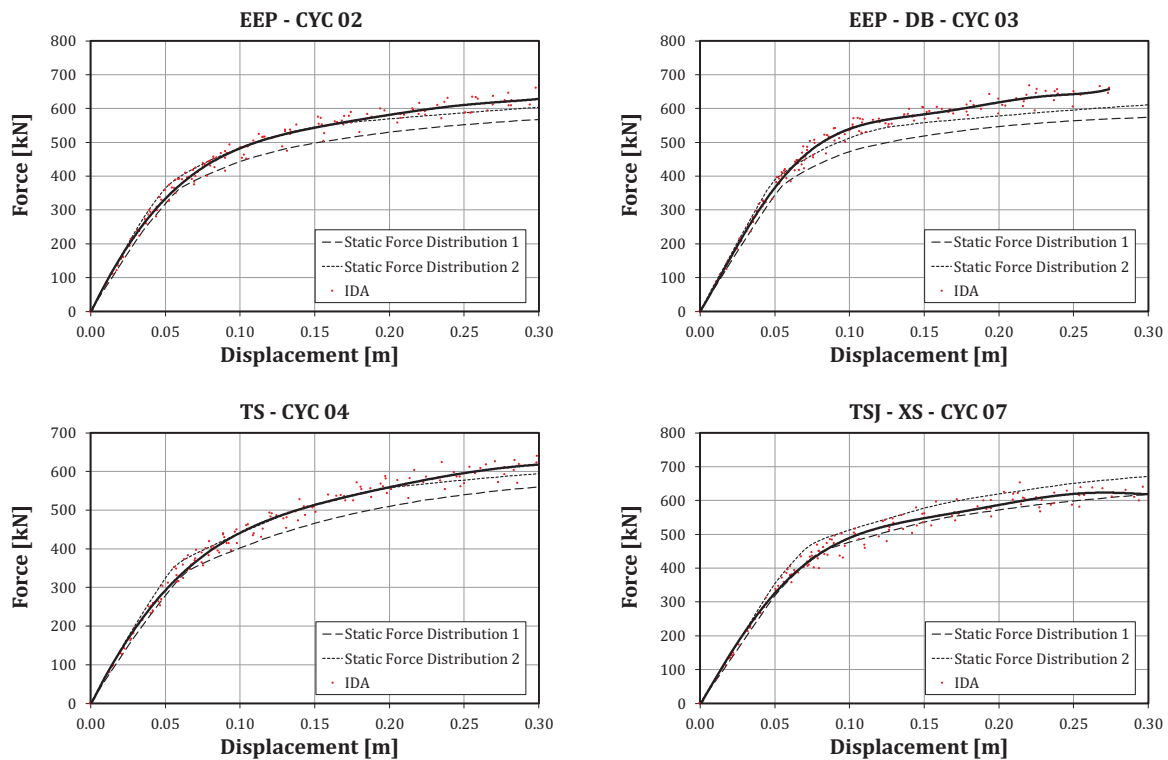 EEP - CYC 02
800
700
600
500
400
300
200
100
0
Force [kN]
0.00 0.05 0.10 0.15 0.20 0.25 0.30
Displacement [m]
Static Force Distribution 1
Static Force Distribution 2
IDA
EEP - DB - CYC 03
800
700
600
500
400
300
200
100
0
Force [kN]
0.00 0.05 0.10 0.15 0.20 0.25 0.30
Displacement [m]
Static Force Distribution 1
Static Force Distribution 2
IDA
TS - CYC 04
700
600
500
400
300
200
100
0
Force [kN]
0.00 0.05 0.10 0.15 0.20 0.25 0.30
Displacement [m]
Static Force Distribution 1
Static Force Distribution 2
IDA
TSJ - XS - CYC 07
800
700
600
500
400
300
200
100
0
Force [kN]
0.00 0.05 0.10 0.15 0.20 0.25 0.30
Displacement [m]
Static Force Distribution 1
Static Force Distribution 2
IDA